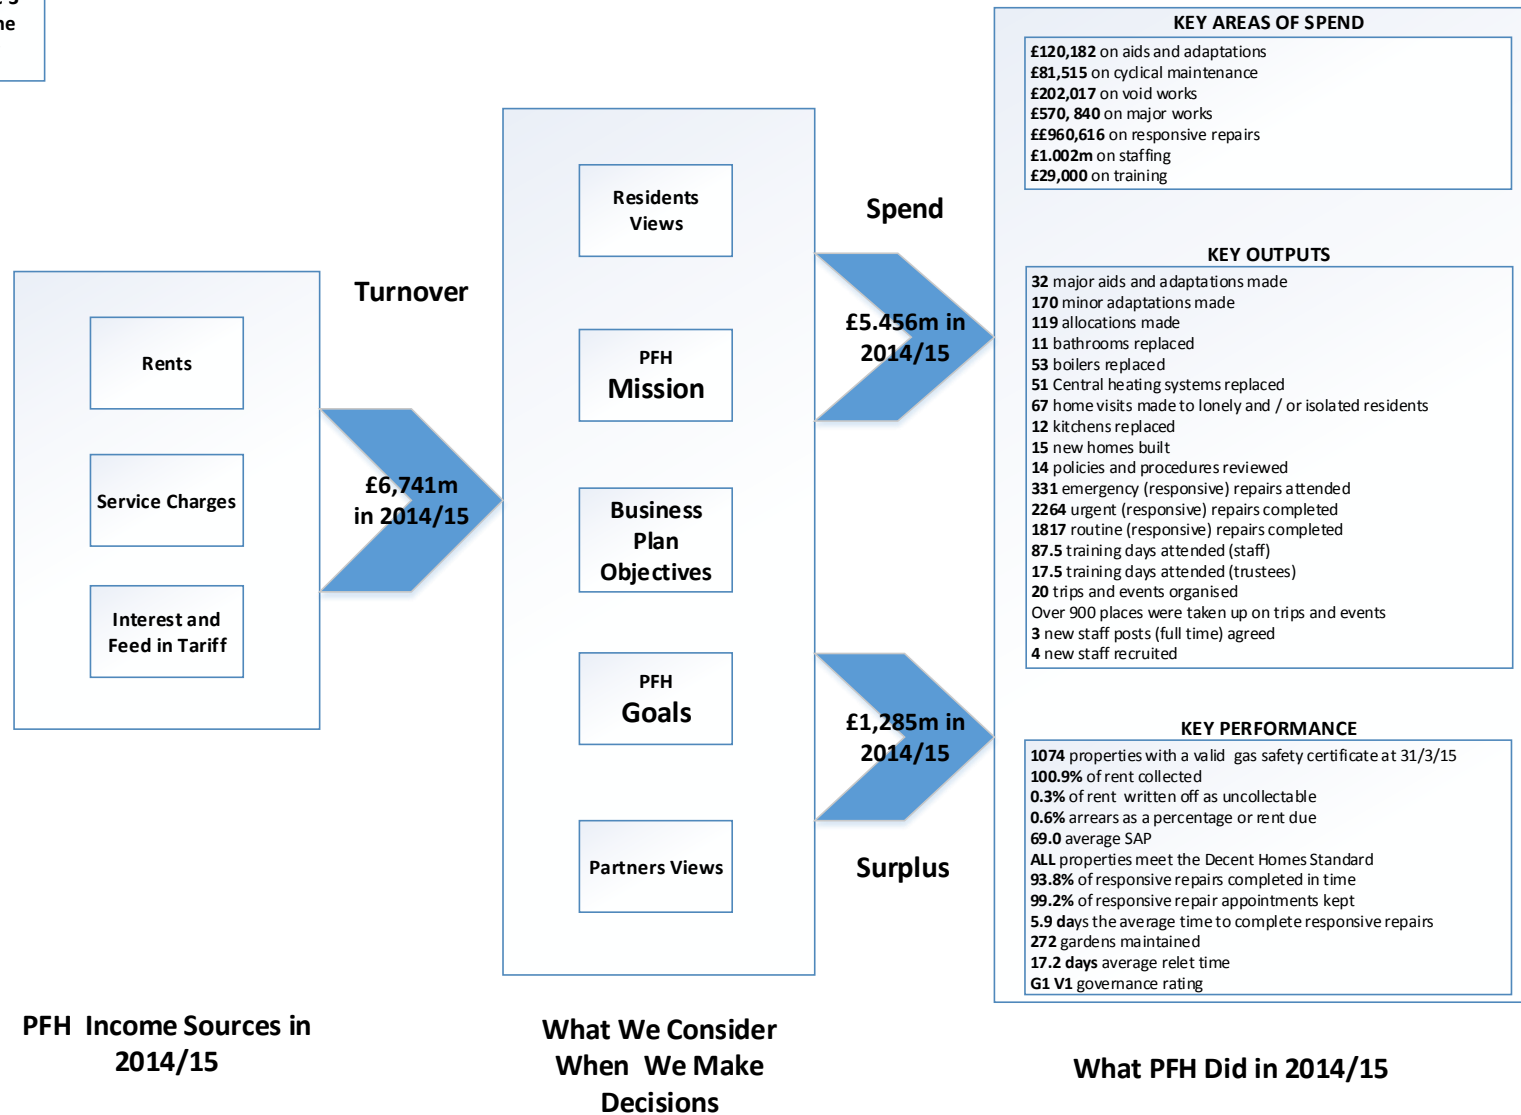 ne
PFH Income Sources in
2014/15
Rents
Service Charges
Interest and
Feed in Tariff
Turnover
£6,741m
in 2014/15
What We Consider
When We Make
Decisions
Residents
Views
PFH
Mission
Business
Plan
Objectives
PFH
Goals
Partners Views
Spend
£5.456m in
2014/15
£1,285m in
2014/15
Surplus
KEY AREAS OF SPEND
£120,182 on aids and adaptations
£81,515 on cyclical maintenance
£202,017 on void works
£570, 840 on major works
££960,616 on responsive repairs
£1.002m on staffing
£29,000 on training
KEY OUTPUTS
32 major aids and adaptations made
170 minor adaptations made
119 allocations made
11 bathrooms replaced
53 boilers replaced
51 Central heating systems replaced
67 home visits made to lonely and / or isolated residents
12 kitchens replaced
15 new homes built
14 policies and procedures reviewed
331 emergency (responsive) repairs attended
2264 urgent (responsive) repairs completed
1817 routine (responsive) repairs completed
87.5 training days attended (staff)
17.5 training days attended (trustees)
20 trips and events organised
Over 900 places were taken up on trips and events
3 new staff posts (full time) agreed
4 new staff recruited
KEY PERFORMANCE
1074 properties with a valid gas safety certificate at 31/3/15
100.9% of rent collected
0.3% of rent written off as uncollectable
0.6% arrears as a percentage or rent due
69.0 average SAP
ALL properties meet the Decent Homes Standard
93.8% of responsive repairs completed in time
99.2% of responsive repair appointments kept
5.9 days the average time to complete responsive repairs
272 gardens maintained
17.2 days average relet time
G1 V1 governance rating
What PFH Did in 2014/15